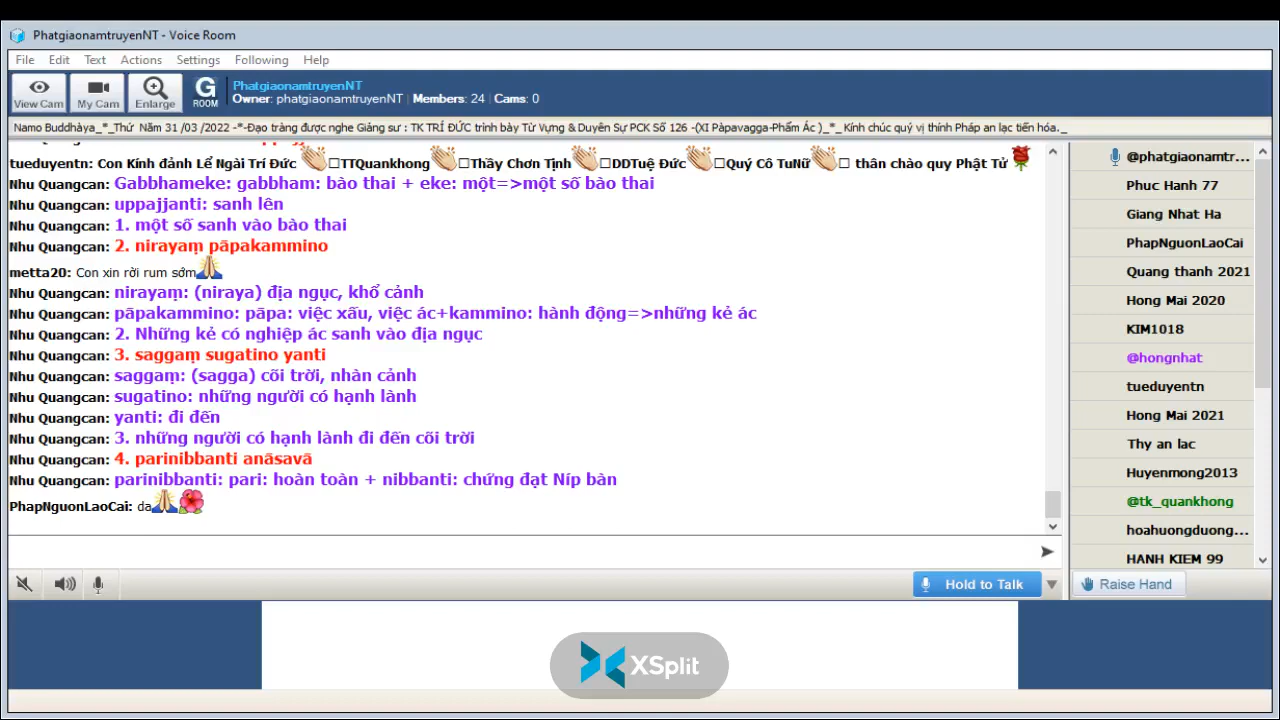 PhatgiaonamtruyenNT - Voice Room
File Edit Text Actions Settings Following Help
View Cam
My Cam
Enlarge
G ROOM
PhatgiaonamtruyenNT
Owner: phatgiaonamtruyenNT | Members: 24 | Cams: 0
Namo Buddhàya_*_Thứ Năm 31 /03 /2022 -*-Đạo tràng được nghe Giảng sư : TK TRÍ ĐỨC trình bày Từ Vựng & Duyên Sự PCK Số 126 -(XI Pàpavagga-Phẩm Ác )_*_ Kính chúc quý vị thính Pháp an lạc tiến hóa._
tueduyentn: Con Kính đảnh Lể Ngài Trí Đức TTQuankhong Thầy Chơn Tịnh DDTuệ Đức Quý Cô TuNữ thân chào quy Phật Tử
Nhu Quangcan: Gabbhameke: gabbham: bào thai + eke: một=>một số bào thai
Nhu Quangcan: uppajjanti: sanh lên
Nhu Quangcan: 1. một số sanh vào bào thai
Nhu Quangcan: 2. nirayaṃ pāpakammino
metta20: Con xin rời rum sớm
Nhu Quangcan: nirayaṃ: (niraya) địa ngục, khổ cảnh
Nhu Quangcan: pāpakammino: pāpa: việc xấu, việc ác+kammino: hành động=>những kẻ ác
Nhu Quangcan: 2. Những kẻ có nghiệp ác sanh vào địa ngục
Nhu Quangcan: 3. saggaṃ sugatino yanti
Nhu Quangcan: saggaṃ: (sagga) cõi trời, nhàn cảnh
Nhu Quangcan: sugatino: những người có hạnh lành
Nhu Quangcan: yanti: đi đến
Nhu Quangcan: 3. những người có hạnh lành đi đến cõi trời
Nhu Quangcan: 4. parinibbanti anāsavā
Nhu Quangcan: parinibbanti: pari: hoàn toàn + nibbanti: chứng đạt Níp bàn
PhapNguonLaoCai: da
@phatgiaonamtr...
Phuc Hanh 77
Giang Nhat Ha
PhapNguonLaoCai
Quang thanh 2021
Hong Mai 2020
KIM1018
@hongnhat
tueduyentn
Hong Mai 2021
Thy an lac
Huyenmong2013
@tk_quankhong
hoahuongduong...
HANH KIEM 99
Hold to Talk
Raise Hand
XSplit